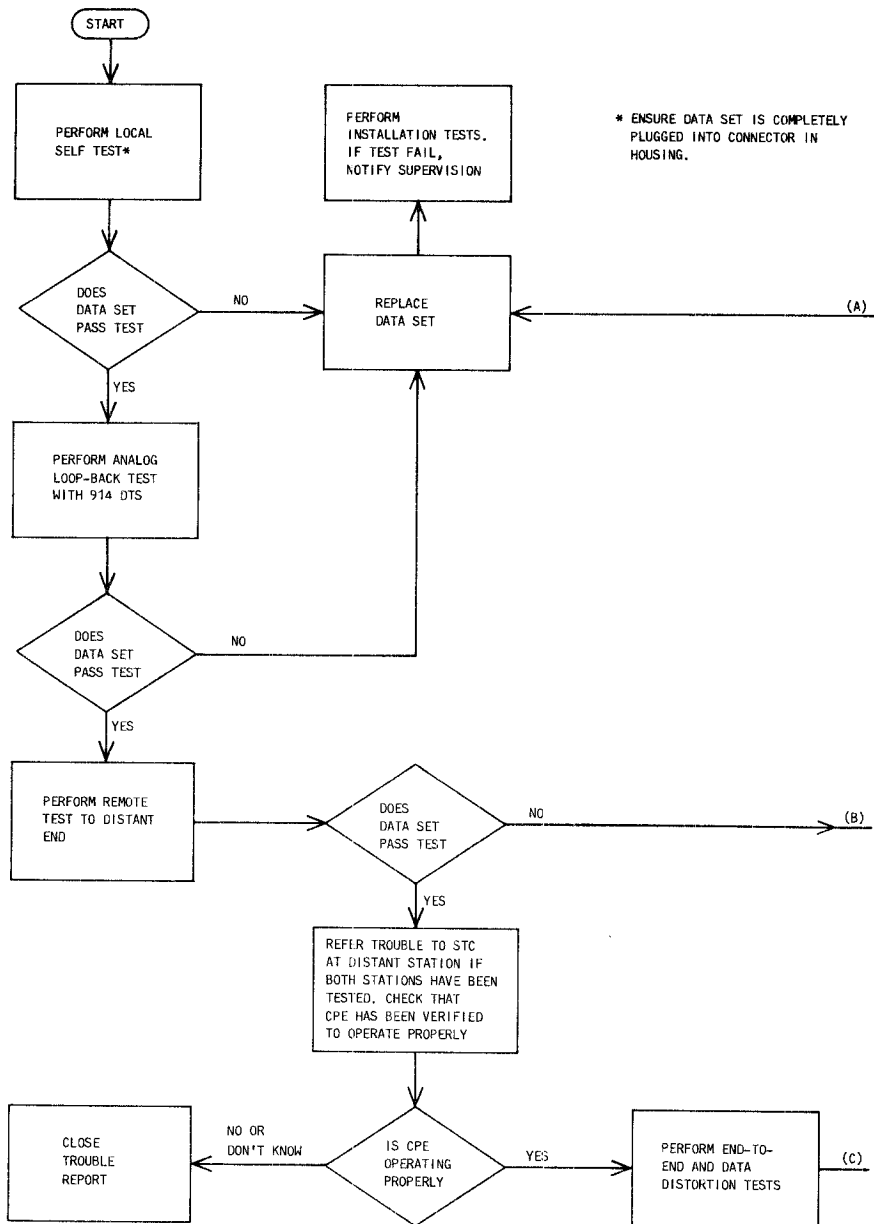 START
PERFORM LOCAL
SELF TEST*
PERFORM
INSTALLATION TESTS.
IF TEST FAIL,
NOTIFY SUPERVISION
* ENSURE DATA SET IS COMPLETELY
PLUGGED INTO CONNECTOR IN
HOUSING.
DOES
DATA SET
PASS TEST
NO
REPLACE
DATA SET
(A)
YES
PERFORM ANALOG
LOOP-BACK TEST
WITH 914 DTS
DOES
DATA SET
PASS TEST
NO
YES
PERFORM REMOTE
TEST TO DISTANT
END
DOES
DATA SET
PASS TEST
NO
(B)
YES
REFER TROUBLE TO STC
AT DISTANT STATION IF
BOTH STATIONS HAVE BEEN
TESTED. CHECK THAT
CPE HAS BEEN VERIFIED
TO OPERATE PROPERLY
CLOSE
TROUBLE
REPORT
NO OR
DON'T KNOW
IS CPE
OPERATING
PROPERLY
YES
PERFORM END-TO-
END AND DATA
DISTORTION TESTS
(C)